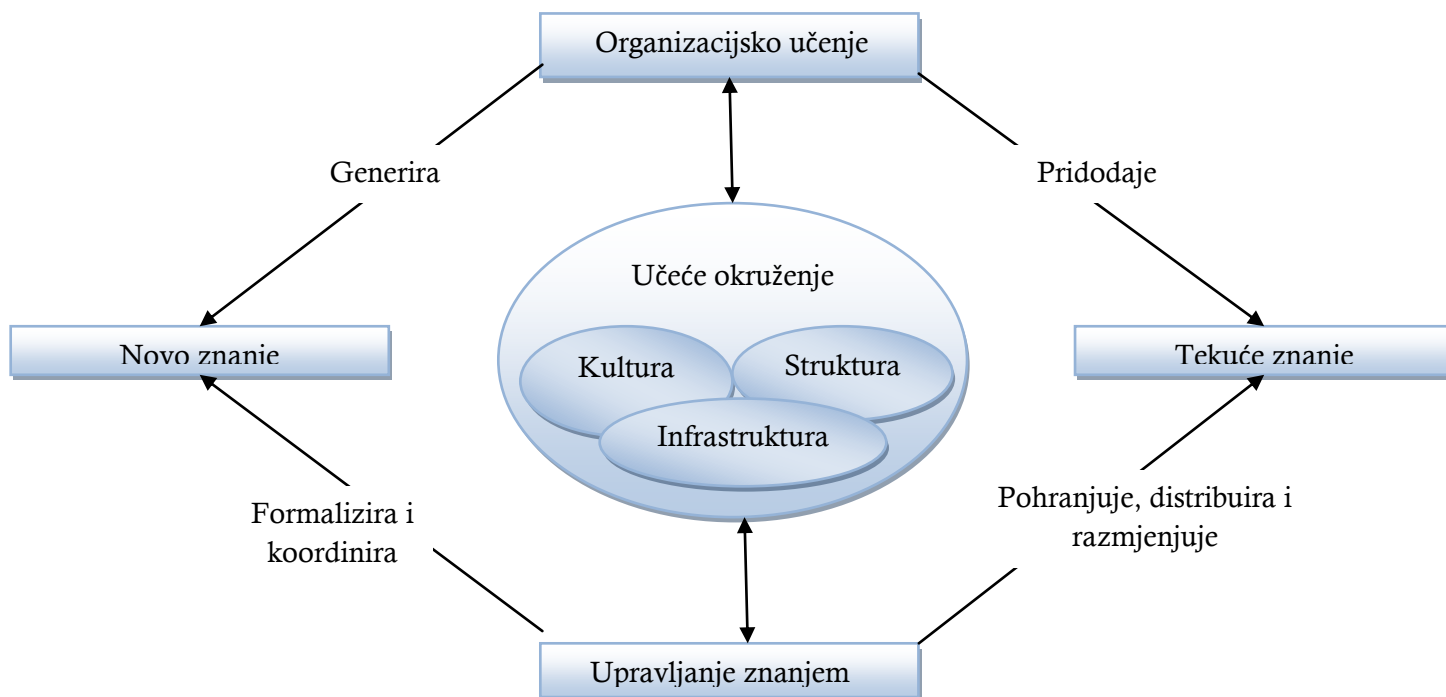 Organizacijsko učenje
Generira
Pridodaje
Učeće okruženje
Novo znanje
Kultura
Struktura
Tekuće znanje
Infrastruktura
Formalizira i
koordinira
Pohranjuje, distribuira i
razmjenjuje
Upravljanje znanjem